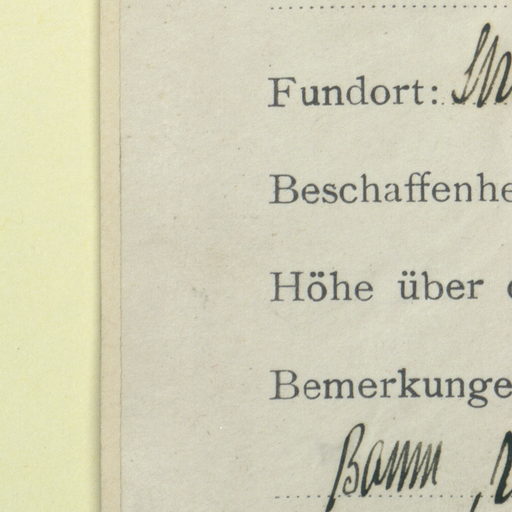 Fundort:
Beschaffenhe
Höhe über
Bemerkunge
Baum,